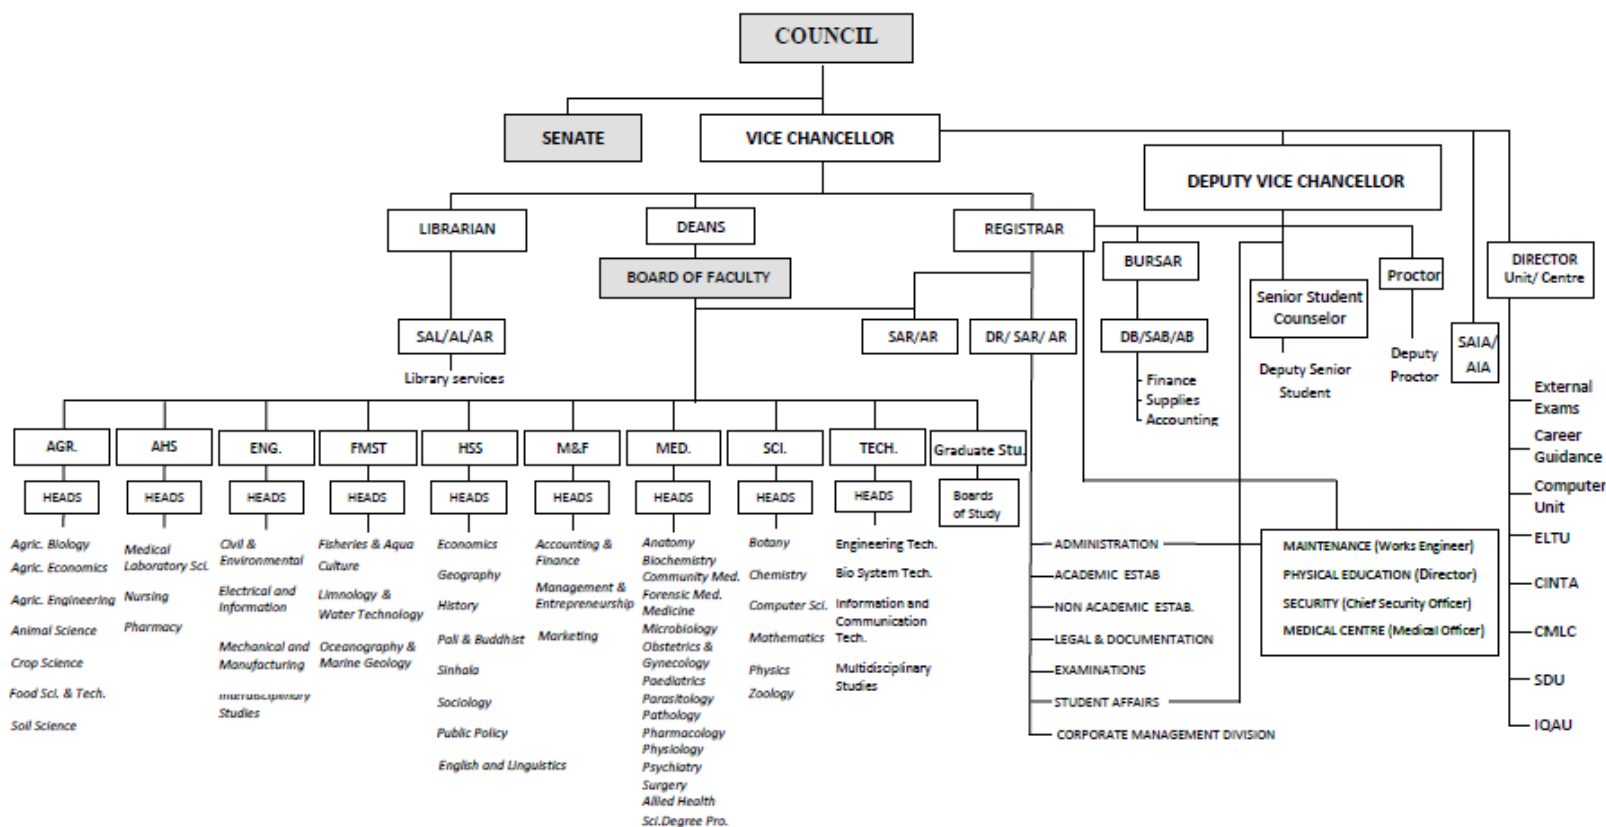 COUNCIL
SENATE
VICE CHANCELLOR
DEPUTY VICE CHANCELLOR
LIBRARIAN
DEANS
REGISTRAR
BOARD OF FACULTY
BURSAR
Proctor
DIRECTOR
Unit/ Centre
Senior Student
Counselor
SAL/AL/AR
SAR/AR
DR/ SAR/ AR
DB/SAB/AB
SAIA/
AIA
Library services
- Finance
- Supplies
- Accounting
Deputy Senior
Student
Deputy
Proctor
External
Exams
Career
Guidance
Computer
Unit
ELTU
CINTA
CMLC
SDU
IQAU
AGR.
AHS
ENG.
FMST
HSS
M&F
MED.
SCI.
TECH.
Graduate Stu.
HEADS
HEADS
HEADS
HEADS
HEADS
HEADS
HEADS
HEADS
HEADS
Boards
of Study
Agric. Biology
Agric. Economics
Agric. Engineering
Animal Science
Crop Science
Food Sci. & Tech.
Soil Science
Medical
Laboratory Sci.
Nursing
Pharmacy
Civil &
Environmental
Electrical and
Information
Mechanical and
Manufacturing
Interdisciplinary
Studies
Fisheries & Aqua
Culture
Limnology &
Water Technology
Oceanography &
Marine Geology
Economics
Geography
History
Pali & Buddhist
Sinhala
Sociology
Public Policy
English and Linguistics
Accounting &
Finance
Management &
Entrepreneurship
Marketing
Anatomy
Biochemistry
Community Med.
Forensic Med.
Medicine
Microbiology
Obstetrics &
Gynecology
Paediatrics
Parasitology
Pathology
Pharmacology
Physiology
Psychiatry
Surgery
Allied Health
Sci.Degree Pro.
Botany
Chemistry
Computer Sci.
Mathematics
Physics
Zoology
Engineering Tech.
Bio System Tech.
Information and
Communication
Tech.
Multidisciplinary
Studies
ADMINISTRATION
ACADEMIC ESTAB
NON ACADEMIC ESTAB.
LEGAL & DOCUMENTATION
EXAMINATIONS
STUDENT AFFAIRS
CORPORATE MANAGEMENT DIVISION
MAINTENANCE (Works Engineer)
PHYSICAL EDUCATION (Director)
SECURITY (Chief Security Officer)
MEDICAL CENTRE (Medical Officer)